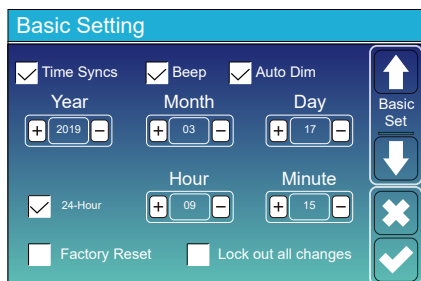 Basic Setting
Time Syncs Beep Auto Dim
Year Month Day
+ 2019 − + 03 − + 17 −
Basic
Set
Hour Minute
24-Hour + 09 − + 15 −
Factory Reset Lock out all changes